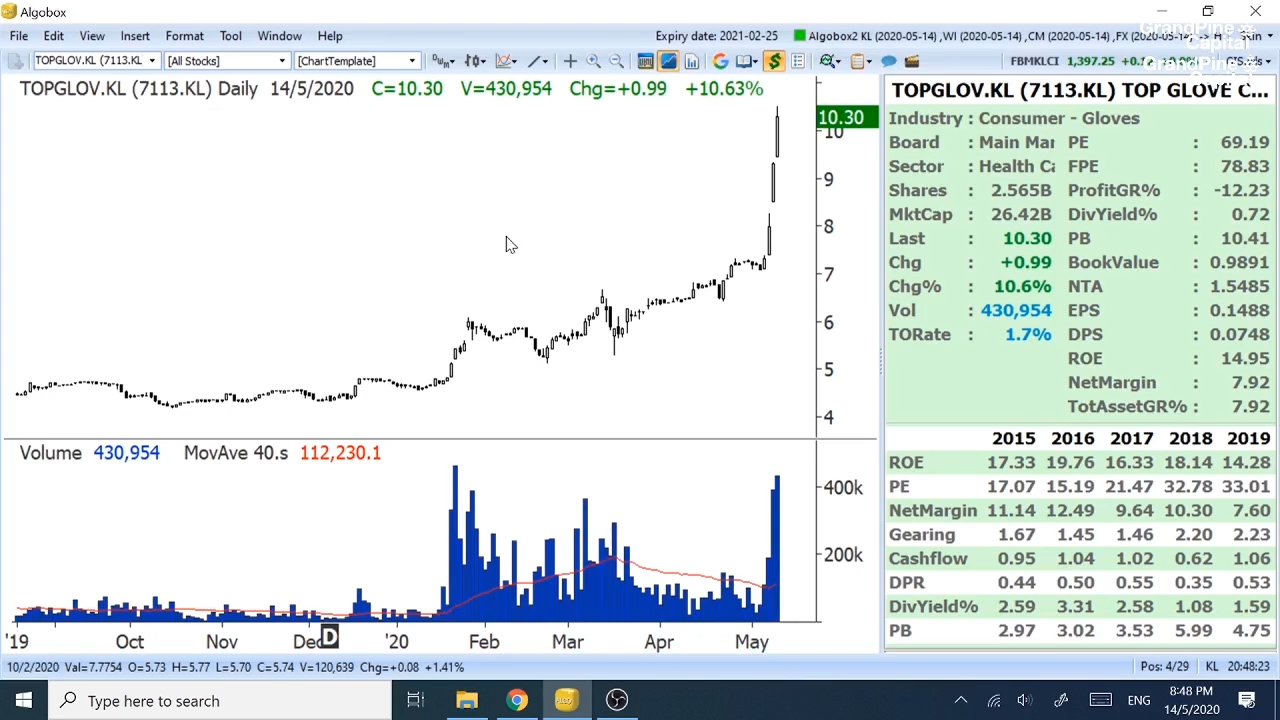 Algobox
GrandPine
Capital
GrandPine
File Edit View Insert Format Tool Window Help Expiry date: 2021-02-25 Algobox2 KL (2020-05-14) ,WI (2020-05-14) ,CM (2020-05-14) ,FX (2020-05-14)
TOPGLOV.KL (7113.KL) [All Stocks] [ChartTemplate] FBMKLCI 1,397.25
TOPGLOV.KL (7113.KL) Daily 14/5/2020 C=10.30 V=430,954 Chg=+0.99 +10.63%
10.30
10
9
8
7
6
5
4
Volume 430,954 MovAve 40.s 112,230.1
400k
200k
'19 Oct Nov Dec D '20 Feb Mar Apr May
TOPGLOV.KL (7113.KL) TOP GLOVE C...
Industry : Consumer - Gloves
Board : Main Mar PE : 69.19
Sector : Health Ca FPE : 78.83
Shares : 2.565B ProfitGR% : -12.23
MktCap : 26.42B DivYield% : 0.72
Last : 10.30 PB : 10.41
Chg : +0.99 BookValue : 0.9891
Chg% : 10.6% NTA : 1.5485
Vol : 430,954 EPS : 0.1488
TORate : 1.7% DPS : 0.0748
ROE : 14.95
NetMargin : 7.92
TotAssetGR% : 7.92
2015 2016 2017 2018 2019
ROE 17.33 19.76 16.33 18.14 14.28
PE 17.07 15.19 21.47 32.78 33.01
NetMargin 11.14 12.49 9.64 10.30 7.60
Gearing 1.67 1.45 1.46 2.20 2.23
Cashflow 0.95 1.04 1.02 0.62 1.06
DPR 0.44 0.50 0.55 0.35 0.53
DivYield% 2.59 3.31 2.58 1.08 1.59
PB 2.97 3.02 3.53 5.99 4.75
10/2/2020 Val=7.7754 O=5.73 H=5.77 L=5.70 C=5.74 V=120,639 Chg=+0.08 +1.41% Pos: 4/29 KL 20:48:23
Type here to search ENG 8:48 PM
14/5/2020